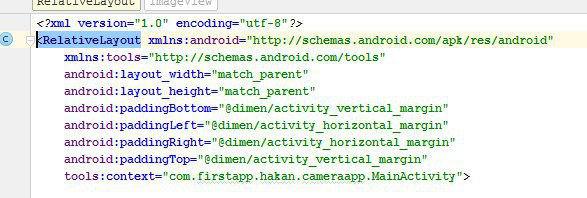 RelativeLayout ImageView
<?xml version="1.0" encoding="utf-8"?>
C <RelativeLayout xmlns:android="http://schemas.android.com/apk/res/android"
xmlns:tools="http://schemas.android.com/tools"
android:layout_width="match_parent"
android:layout_height="match_parent"
android:paddingBottom="@dimen/activity_vertical_margin"
android:paddingLeft="@dimen/activity_horizontal_margin"
android:paddingRight="@dimen/activity_horizontal_margin"
android:paddingTop="@dimen/activity_vertical_margin"
tools:context="com.firstapp.hakan.cameraapp.MainActivity">